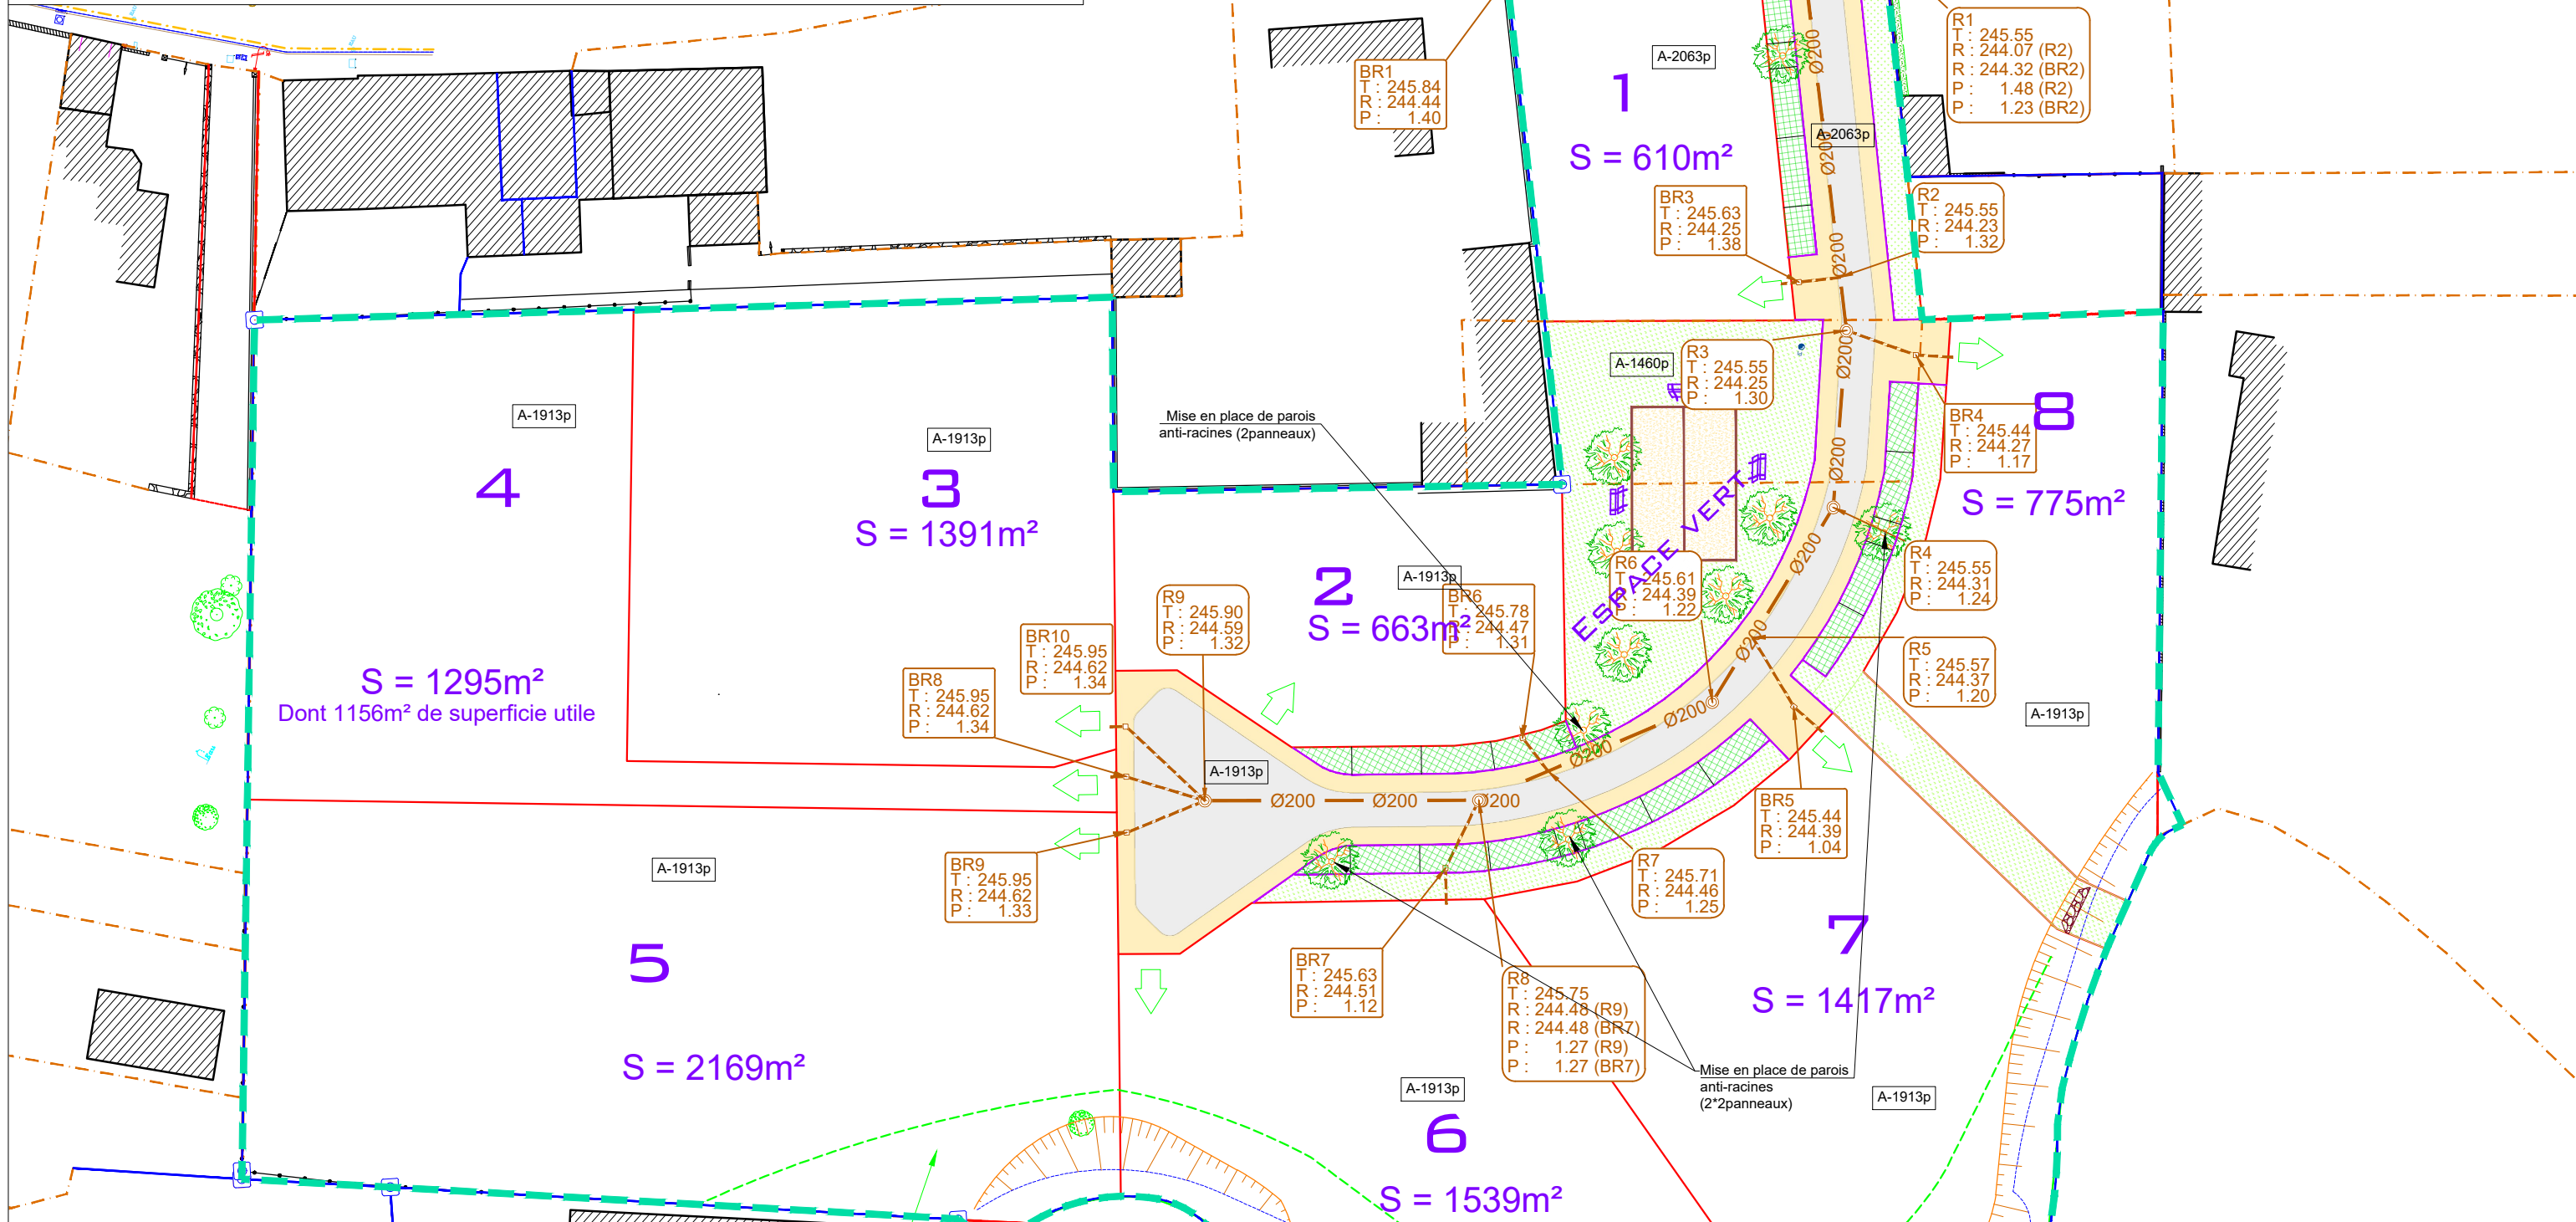 BR1
T : 245.84
R : 244.44
P : 1.40
1
S = 610m²
A-2063p
A-2063p
Ø200
Ø200
Ø200
R1
T : 245.55
R : 244.07 (R2)
R : 244.32 (BR2)
P : 1.48 (R2)
P : 1.23 (BR2)
BR3
T : 245.63
R : 244.25
P : 1.38
R2
T : 245.55
R : 244.23
P : 1.32
A-1460p
R3
T : 245.55
R : 244.25
P : 1.30
Ø200
Ø200
BR4
T : 245.44
R : 244.27
P : 1.17
8
S = 775m²
A-1913p
4
S = 1295m²
Dont 1156m² de superficie utile
A-1913p
3
S = 1391m²
Mise en place de parois
anti-racines (2panneaux)
ESPACE VERT
2
S = 663m²
A-1913p
BR6
T : 245.78
R : 244.47
P : 1.31
R6
T : 245.61
R : 244.39
P : 1.22
Ø200
Ø200
Ø200
Ø200
R4
T : 245.55
R : 244.31
P : 1.24
R5
T : 245.57
R : 244.37
P : 1.20
A-1913p
R9
T : 245.90
R : 244.59
P : 1.32
BR10
T : 245.95
R : 244.62
P : 1.34
BR8
T : 245.95
R : 244.62
P : 1.34
A-1913p
Ø200
Ø200
Ø200
BR9
T : 245.95
R : 244.62
P : 1.33
BR5
T : 245.44
R : 244.39
P : 1.04
R7
T : 245.71
R : 244.46
P : 1.25
A-1913p
5
S = 2169m²
BR7
T : 245.63
R : 244.51
P : 1.12
R8
T : 245.75
R : 244.48 (R9)
R : 244.48 (BR7)
P : 1.27 (R9)
P : 1.27 (BR7)
7
S = 1417m²
Mise en place de parois
anti-racines
(2*2panneaux)
A-1913p
A-1913p
6
S = 1539m²